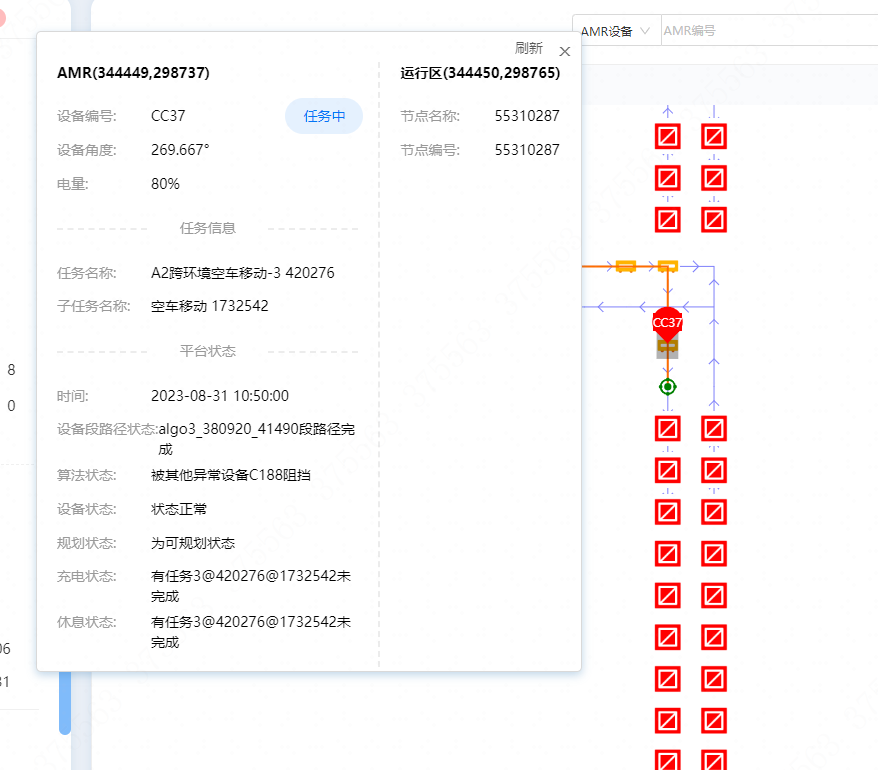 刷新
AMR设备
AMR编号
AMR(344449,298737)
运行区(344450,298765)
设备编号:
CC37
任务中
节点名称:
55310287
设备角度:
269.667°
节点编号:
55310287
电量:
80%
任务信息
任务名称:
A2跨环境空车移动-3 420276
子任务名称:
空车移动 1732542
CC37
平台状态
8
时间:
2023-08-31 10:50:00
0
设备段路径状态:
algo3_380920_41490段路径完
成
算法状态:
被其他异常设备C188阻挡
设备状态:
状态正常
规划状态:
为可规划状态
充电状态:
有任务3@420276@1732542未
完成
休息状态:
有任务3@420276@1732542未
完成
06
31